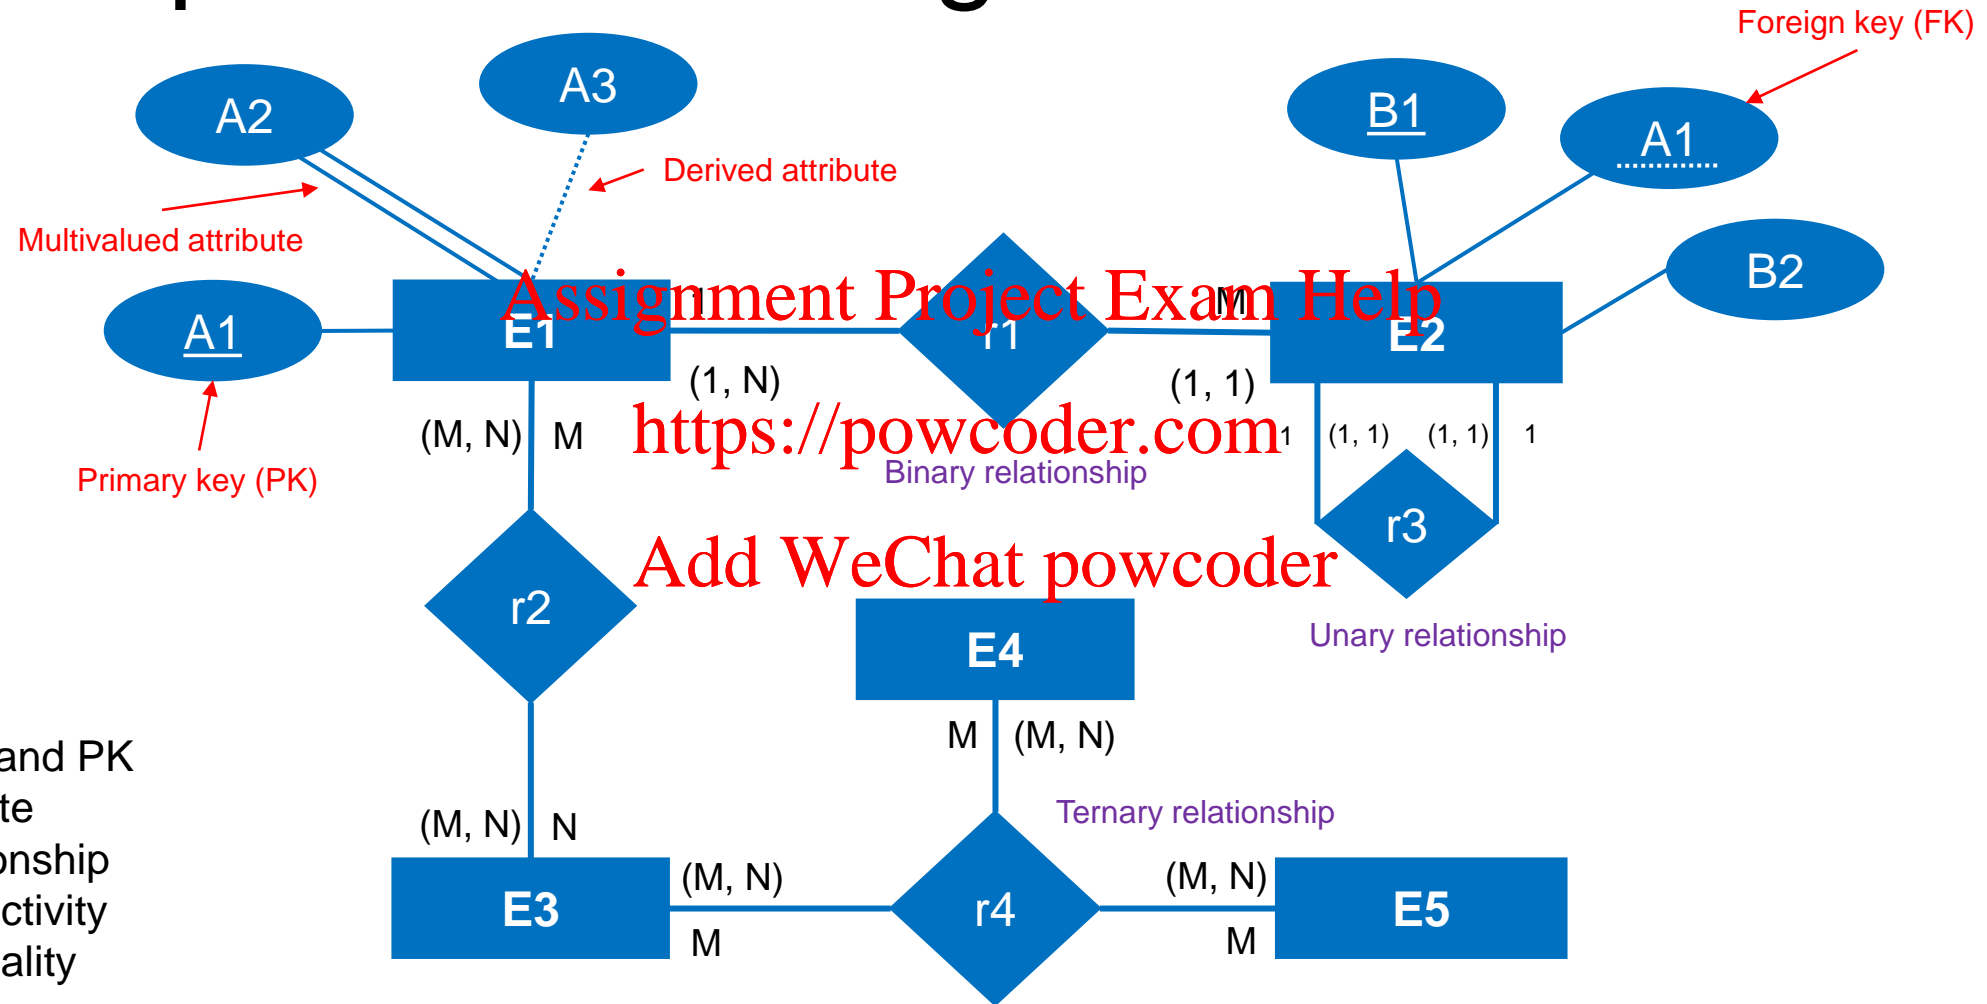 Foreign key (FK)
A2
A3
B1
A1
Derived attribute
Multivalued attribute
B2
Assignment Project Exam Help
1
M
A1
E1
r1
E2
(1, N)
(1, 1)
(M, N)
M
https://powcoder.com
1
(1, 1)
(1, 1)
1
Primary key (PK)
Binary relationship
r3
Add WeChat powcoder
r2
E4
Unary relationship
M
(M, N)
and PK
te
onship
ctivity
ality
Ternary relationship
(M, N)
N
(M, N)
(M, N)
E3
r4
E5
M
M